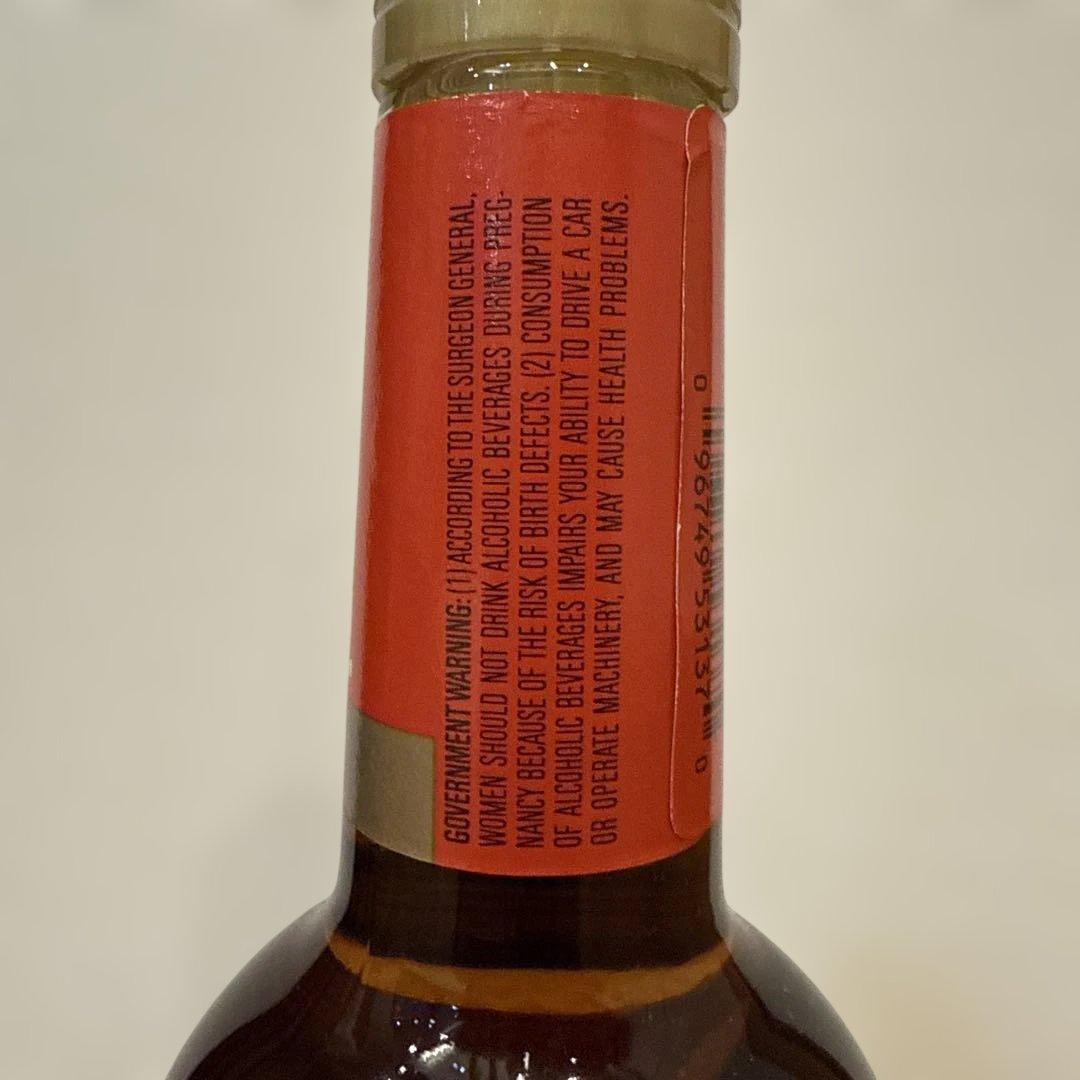 GOVERNMENT WARNING: (1) ACCORDING TO THE SURGEON GENERAL,
WOMEN SHOULD NOT DRINK ALCOHOLIC BEVERAGES DURING PREG-
NANCY BECAUSE OF THE RISK OF BIRTH DEFECTS. (2) CONSUMPTION
OF ALCOHOLIC BEVERAGES IMPAIRS YOUR ABILITY TO DRIVE A CAR
OR OPERATE MACHINERY, AND MAY CAUSE HEALTH PROBLEMS.
0 96749 53137 0